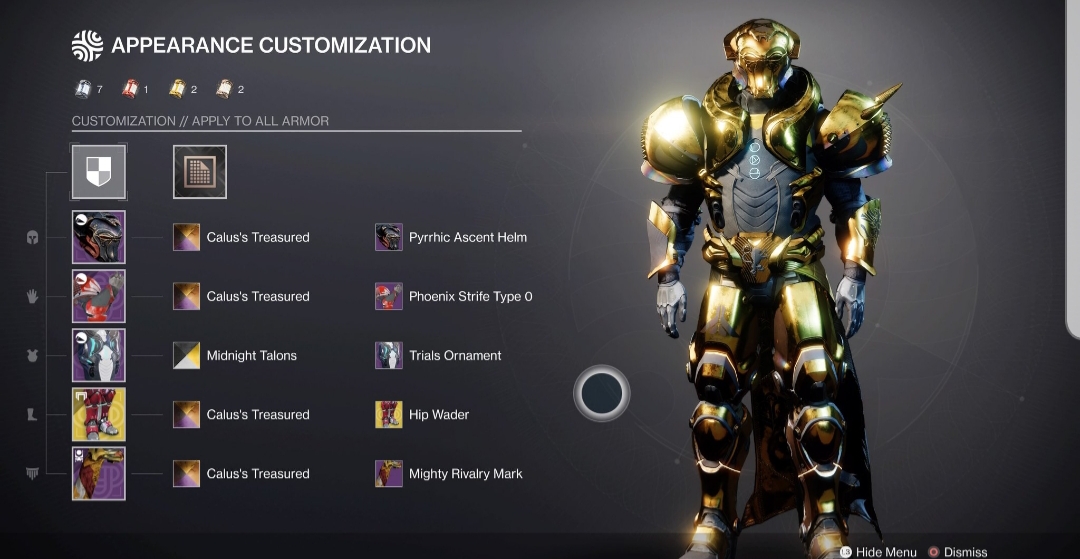 APPEARANCE CUSTOMIZATION
7 1 2 2
CUSTOMIZATION // APPLY TO ALL ARMOR
Calus's Treasured Pyrrhic Ascent Helm
Calus's Treasured Phoenix Strife Type 0
Midnight Talons Trials Ornament
Calus's Treasured Hip Wader
Calus's Treasured Mighty Rivalry Mark
Hide Menu Dismiss